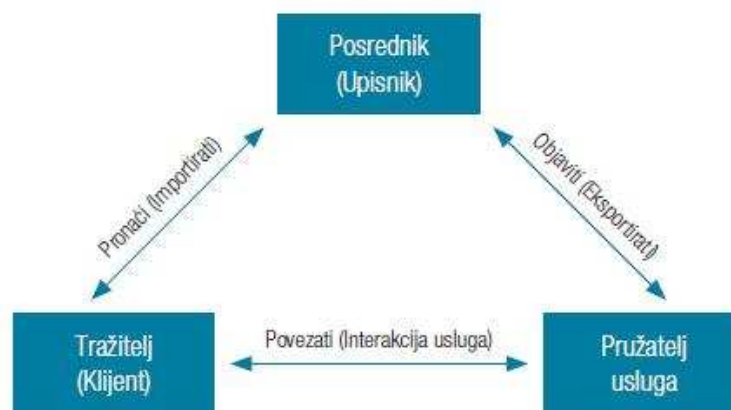 Posrednik
(Upisnik)
Pronaći (Importirati)
Objaviti (Eksportirati)
Tražitelj
(Klijent)
Povezati (Interakcija usluga)
Pružatelj
usluga